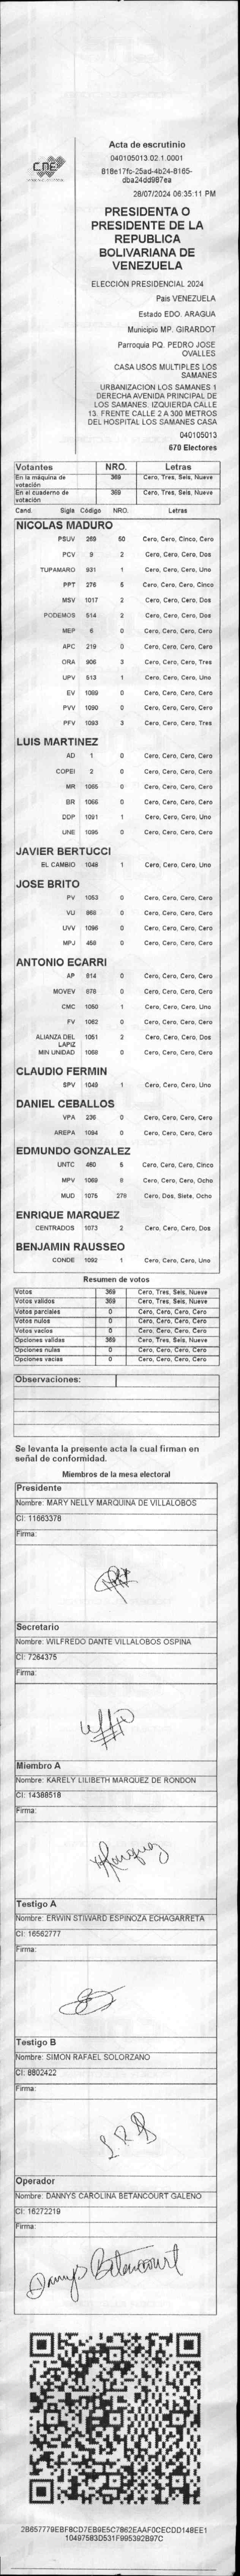 CNE
Acta de escrutinio
040105013.02.1.0001
818e17fc-25ad-4b24-8165-
dba24dd987ea
28/07/2024 06:35:11 PM
PRESIDENTA O
PRESIDENTE DE LA
REPUBLICA
BOLIVARIANA DE
VENEZUELA
ELECCIÓN PRESIDENCIAL 2024
País VENEZUELA
Estado EDO. ARAGUA
Municipio MP. GIRARDOT
Parroquia PQ. PEDRO JOSE
OVALLES
CASA USOS MULTIPLES LOS
SAMANES
URBANIZACION LOS SAMANES 1
DERECHA AVENIDA PRINCIPAL DE
LOS SAMANES. IZQUIERDA CALLE
13. FRENTE CALLE 2 A 300 METROS
DEL HOSPITAL LOS SAMANES CASA
040105013
670 Electores
Votantes NRO. Letras
En la máquina de votación 369 Cero, Tres, Seis, Nueve
En el cuaderno de votación 369 Cero, Tres, Seis, Nueve
Cand. Sigla Código NRO. Letras
NICOLAS MADURO
PSUV 269 50 Cero, Cero, Cinco, Cero
PCV 9 2 Cero, Cero, Cero, Dos
TUPAMARO 931 1 Cero, Cero, Cero, Uno
PPT 276 5 Cero, Cero, Cero, Cinco
MSV 1017 2 Cero, Cero, Cero, Dos
PODEMOS 514 2 Cero, Cero, Cero, Dos
MEP 6 0 Cero, Cero, Cero, Cero
APC 219 0 Cero, Cero, Cero, Cero
ORA 906 3 Cero, Cero, Cero, Tres
UPV 513 1 Cero, Cero, Cero, Uno
EV 1089 0 Cero, Cero, Cero, Cero
PVV 1090 0 Cero, Cero, Cero, Cero
PFV 1093 3 Cero, Cero, Cero, Tres
LUIS MARTINEZ
AD 1 0 Cero, Cero, Cero, Cero
COPEI 2 0 Cero, Cero, Cero, Cero
MR 1065 0 Cero, Cero, Cero, Cero
BR 1066 0 Cero, Cero, Cero, Cero
DDP 1091 1 Cero, Cero, Cero, Uno
UNE 1095 0 Cero, Cero, Cero, Cero
JAVIER BERTUCCI
EL CAMBIO 1048 1 Cero, Cero, Cero, Uno
JOSE BRITO
PV 1053 0 Cero, Cero, Cero, Cero
VU 868 0 Cero, Cero, Cero, Cero
UVV 1096 0 Cero, Cero, Cero, Cero
MPJ 458 0 Cero, Cero, Cero, Cero
ANTONIO ECARRI
AP 814 0 Cero, Cero, Cero, Cero
MOVEV 878 0 Cero, Cero, Cero, Cero
CMC 1050 1 Cero, Cero, Cero, Uno
FV 1062 0 Cero, Cero, Cero, Cero
ALIANZA DEL LAPIZ 1051 2 Cero, Cero, Cero, Dos
MIN UNIDAD 1068 0 Cero, Cero, Cero, Cero
CLAUDIO FERMIN
SPV 1049 1 Cero, Cero, Cero, Uno
DANIEL CEBALLOS
VPA 236 0 Cero, Cero, Cero, Cero
AREPA 1094 0 Cero, Cero, Cero, Cero
EDMUNDO GONZALEZ
UNTC 460 5 Cero, Cero, Cero, Cinco
MPV 1069 8 Cero, Cero, Cero, Ocho
MUD 1075 278 Cero, Dos, Siete, Ocho
ENRIQUE MARQUEZ
CENTRADOS 1073 2 Cero, Cero, Cero, Dos
BENJAMIN RAUSSEO
CONDE 1092 1 Cero, Cero, Cero, Uno
Resumen de votos
Votos 369 Cero, Tres, Seis, Nueve
Votos validos 369 Cero, Tres, Seis, Nueve
Votos parciales 0 Cero, Cero, Cero, Cero
Votos nulos 0 Cero, Cero, Cero, Cero
Votos vacios 0 Cero, Cero, Cero, Cero
Opciones validas 369 Cero, Tres, Seis, Nueve
Opciones nulas 0 Cero, Cero, Cero, Cero
Opciones vacias 0 Cero, Cero, Cero, Cero
Observaciones:
Se levanta la presente acta la cual firman en
señal de conformidad.
Miembros de la mesa electoral
Presidente
Nombre: MARY NELLY MARQUINA DE VILLALOBOS
CI: 11663378
Firma:
Secretario
Nombre: WILFREDO DANTE VILLALOBOS OSPINA
CI: 7264375
Firma:
Miembro A
Nombre: KARELY LILIBETH MARQUEZ DE RONDON
CI: 14388518
Firma:
Marquez
Testigo A
Nombre: ERWIN STIWARD ESPINOZA ECHAGARRETA
CI: 16562777
Firma:
Testigo B
Nombre: SIMON RAFAEL SOLORZANO
CI: 8802422
Firma:
Operador
Nombre: DANNYS CAROLINA BETANCOURT GALENO
CI: 16272219
Firma:
Dannys Betancourt
2B657779EBF8CD7EB9E5C7862EAAF0CECDD148EE1
10497583D531F995392B97C